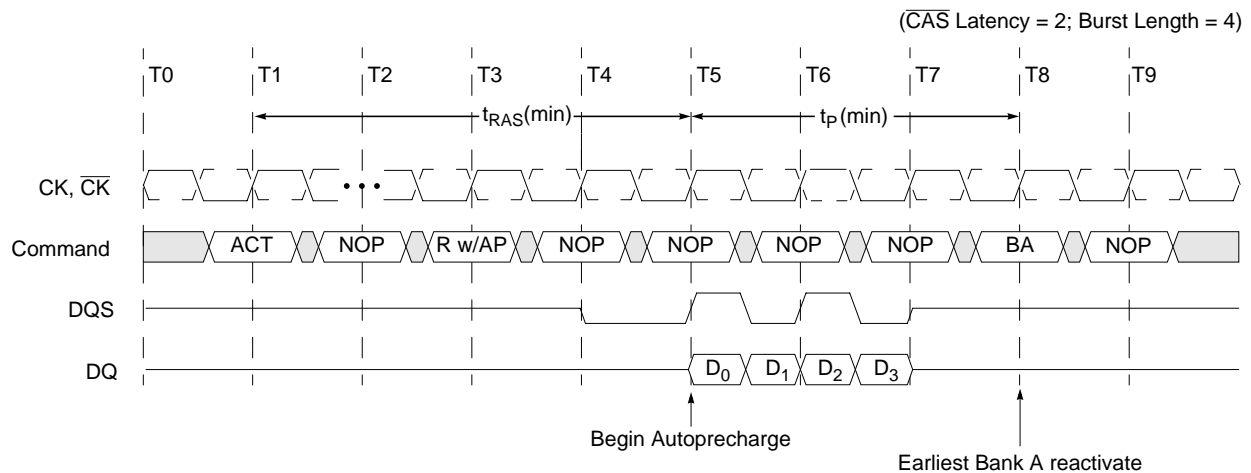 (CAS Latency = 2; Burst Length = 4)
T0 T1 T2 T3 T4 T5 T6 T7 T8 T9
tRAS(min) tP(min)
CK, CK
Command ACT NOP R w/AP NOP NOP NOP NOP BA NOP
DQS
DQ D0 D1 D2 D3
Begin Autoprecharge
Earliest Bank A reactivate